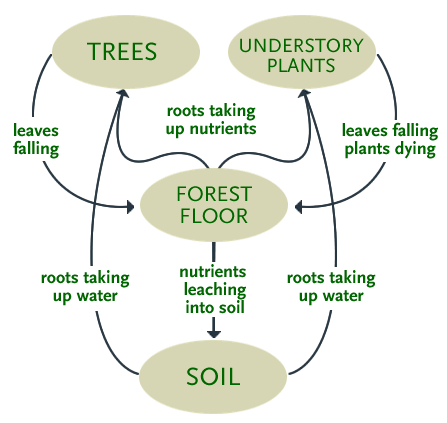 TREES
UNDERSTORY
PLANTS
roots taking
up nutrients
leaves
falling
leaves falling
plants dying
FOREST
FLOOR
nutrients
leaching
into soil
roots taking
up water
roots taking
up water
SOIL